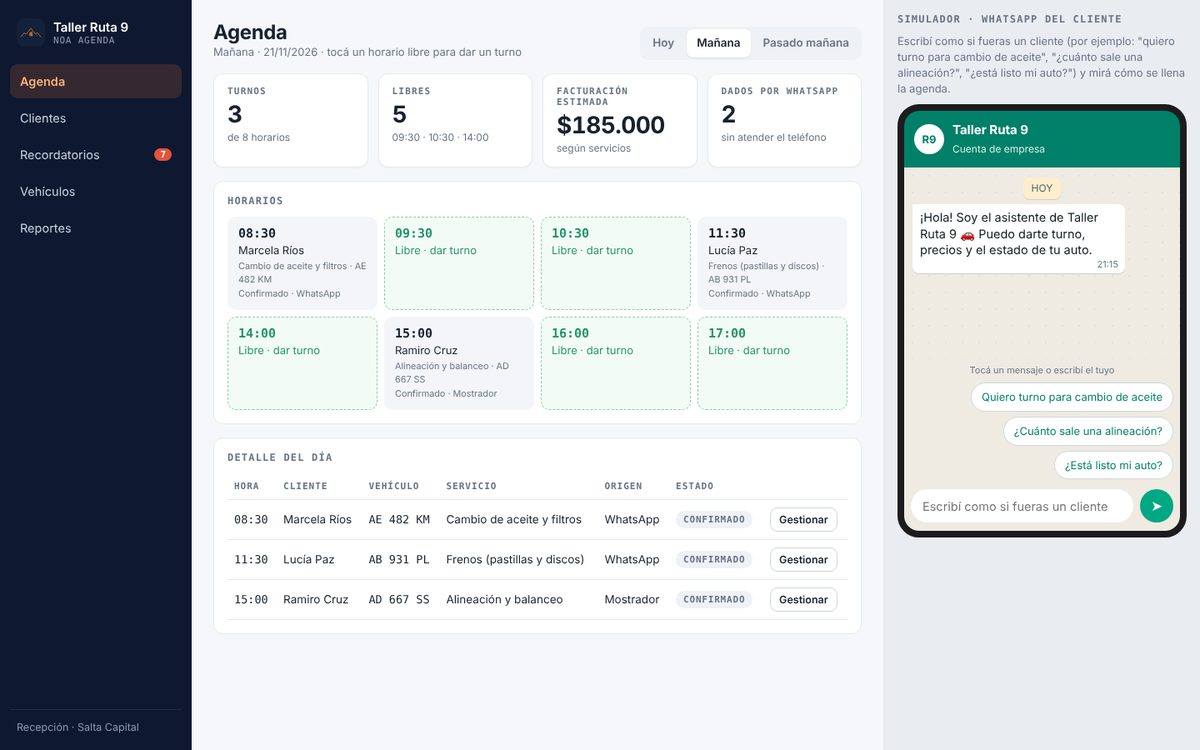 Taller Ruta 9
NOA AGENDA
Agenda
Clientes
Recordatorios 7
Vehículos
Reportes
Recepción · Salta Capital
Agenda
Mañana · 21/11/2026 · tocá un horario libre para dar un turno
Hoy Mañana Pasado mañana
TURNOS
3
de 8 horarios
LIBRES
5
09:30 · 10:30 · 14:00
FACTURACIÓN
ESTIMADA
$185.000
según servicios
DADOS POR WHATSAPP
2
sin atender el teléfono
HORARIOS
08:30
Marcela Ríos
Cambio de aceite y filtros · AE
482 KM
Confirmado · WhatsApp
09:30
Libre · dar turno
10:30
Libre · dar turno
11:30
Lucía Paz
Frenos (pastillas y discos) ·
AB 931 PL
Confirmado · WhatsApp
14:00
Libre · dar turno
15:00
Ramiro Cruz
Alineación y balanceo · AD
667 SS
Confirmado · Mostrador
16:00
Libre · dar turno
17:00
Libre · dar turno
DETALLE DEL DÍA
HORA CLIENTE VEHÍCULO SERVICIO ORIGEN ESTADO
08:30 Marcela Ríos AE 482 KM Cambio de aceite y filtros WhatsApp CONFIRMADO Gestionar
11:30 Lucía Paz AB 931 PL Frenos (pastillas y discos) WhatsApp CONFIRMADO Gestionar
15:00 Ramiro Cruz AD 667 SS Alineación y balanceo Mostrador CONFIRMADO Gestionar
SIMULADOR · WHATSAPP DEL CLIENTE
Escribí como si fueras un cliente (por ejemplo: "quiero
turno para cambio de aceite", "¿cuánto sale una
alineación?", "¿está listo mi auto?") y mirá cómo se llena
la agenda.
R9 Taller Ruta 9
Cuenta de empresa
HOY
¡Hola! Soy el asistente de Taller
Ruta 9 🚗 Puedo darte turno,
precios y el estado de tu auto.
21:15
Tocá un mensaje o escribí el tuyo
Quiero turno para cambio de aceite
¿Cuánto sale una alineación?
¿Está listo mi auto?
Escribí como si fueras un cliente